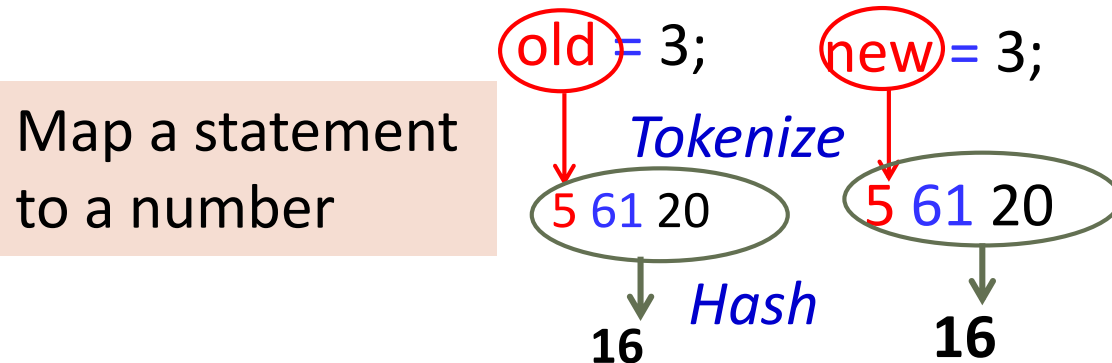 old = 3;
new = 3;
Map a statement
to a number
Tokenize
5 61 20
5 61 20
Hash
16
16